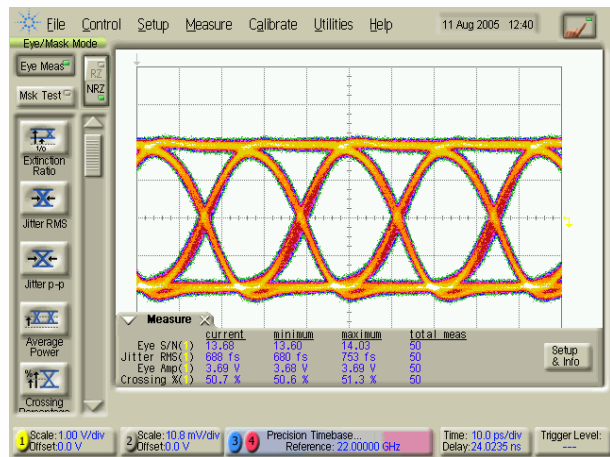 File Control Setup Measure Calibrate Utilities Help 11 Aug 2005 12:40
Eye/Mask Mode
Eye Meas
RZ
NRZ
Msk Test
Extinction
Ratio
Jitter RMS
Jitter p-p
Average
Power
Crossing
Percentage
Measure
current minimum maximum total meas
Eye S/N(1) 13.68 13.60 14.03 50
Jitter RMS(1) 688 fs 680 fs 753 fs 50
Eye Amp(1) 3.69 V 3.68 V 3.69 V 50
Crossing %(1) 50.7 % 50.6 % 51.3 % 50
Setup
& Info
1 Scale:1.00 V/div
Offset:0.0 V
2 Scale:10.8 mV/div
Offset:0.0 V
3 4 Precision Timebase...
Reference: 22.00000 GHz
Time: 10.0 ps/div
Delay:24.0235 ns
Trigger Level:
---